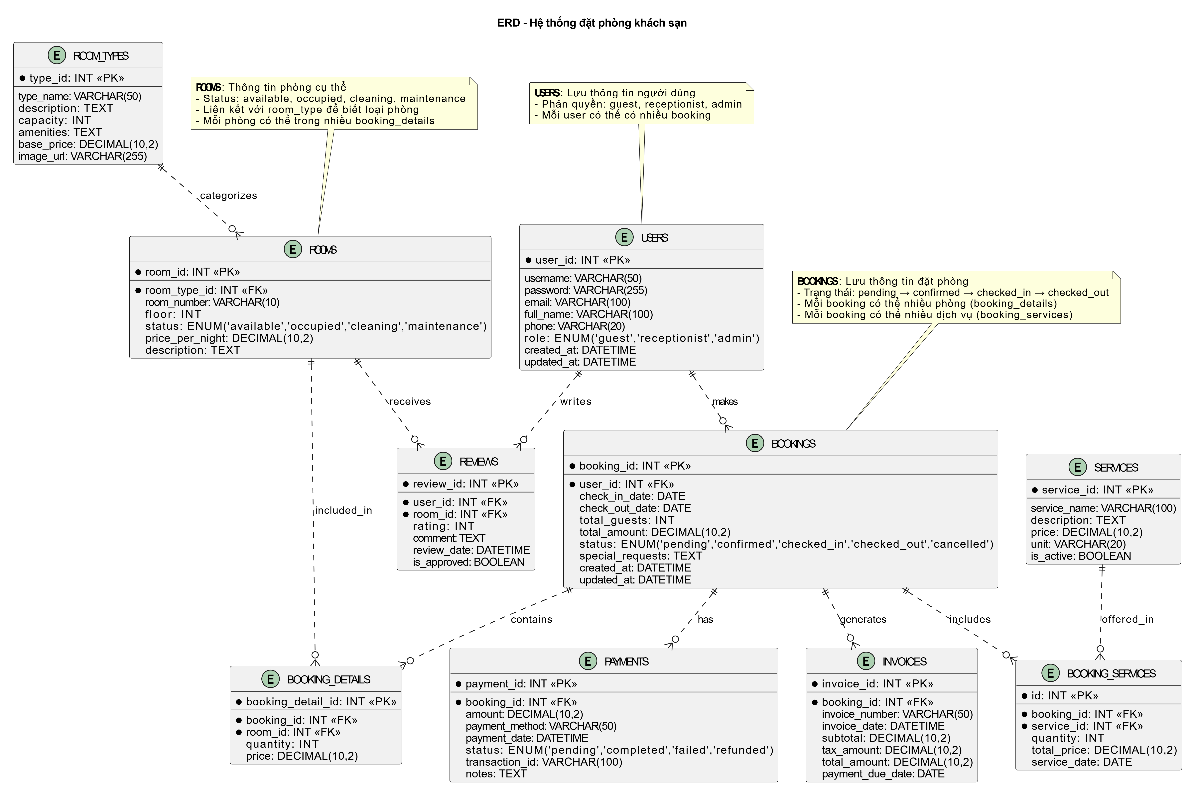 ERD - Hệ thống đặt phòng khách sạn
E ROOM_TYPES
type_id: INT «PK»
type_name: VARCHAR(50)
description: TEXT
capacity: INT
amenities: TEXT
base_price: DECIMAL(10,2)
image_url: VARCHAR(255)
ROOMS: Thông tin phòng cụ thể
- Status: available, occupied, cleaning, maintenance
- Liên kết với room_type để biết loại phòng
- Mỗi phòng có thể trong nhiều booking_details
USERS: Lưu thông tin người dùng
- Phân quyền: guest, receptionist, admin
- Mỗi user có thể có nhiều booking
categorizes
E ROOMS
room_id: INT «PK»
room_type_id: INT «FK»
room_number: VARCHAR(10)
floor: INT
status: ENUM('available','occupied','cleaning','maintenance')
price_per_night: DECIMAL(10,2)
description: TEXT
E USERS
user_id: INT «PK»
username: VARCHAR(50)
password: VARCHAR(255)
email: VARCHAR(100)
full_name: VARCHAR(100)
phone: VARCHAR(20)
role: ENUM('guest','receptionist','admin')
created_at: DATETIME
updated_at: DATETIME
BOOKINGS: Lưu thông tin đặt phòng
- Trạng thái: pending → confirmed → checked_in → checked_out
- Mỗi booking có thể nhiều phòng (booking_details)
- Mỗi booking có thể nhiều dịch vụ (booking_services)
receives
writes
makes
E REVIEWS
review_id: INT «PK»
user_id: INT «FK»
room_id: INT «FK»
rating: INT
comment: TEXT
review_date: DATETIME
is_approved: BOOLEAN
E BOOKINGS
booking_id: INT «PK»
user_id: INT «FK»
check_in_date: DATE
check_out_date: DATE
total_guests: INT
total_amount: DECIMAL(10,2)
status: ENUM('pending','confirmed','checked_in','checked_out','cancelled')
special_requests: TEXT
created_at: DATETIME
updated_at: DATETIME
E SERVICES
service_id: INT «PK»
service_name: VARCHAR(100)
description: TEXT
price: DECIMAL(10,2)
unit: VARCHAR(20)
is_active: BOOLEAN
included_in
contains
has
generates
includes
offered_in
E BOOKING_DETAILS
booking_detail_id: INT «PK»
booking_id: INT «FK»
room_id: INT «FK»
quantity: INT
price: DECIMAL(10,2)
E PAYMENTS
payment_id: INT «PK»
booking_id: INT «FK»
amount: DECIMAL(10,2)
payment_method: VARCHAR(50)
payment_date: DATETIME
status: ENUM('pending','completed','failed','refunded')
transaction_id: VARCHAR(100)
notes: TEXT
E INVOICES
invoice_id: INT «PK»
booking_id: INT «FK»
invoice_number: VARCHAR(50)
invoice_date: DATETIME
subtotal: DECIMAL(10,2)
tax_amount: DECIMAL(10,2)
total_amount: DECIMAL(10,2)
payment_due_date: DATE
E BOOKING_SERVICES
id: INT «PK»
booking_id: INT «FK»
service_id: INT «FK»
quantity: INT
total_price: DECIMAL(10,2)
service_date: DATE